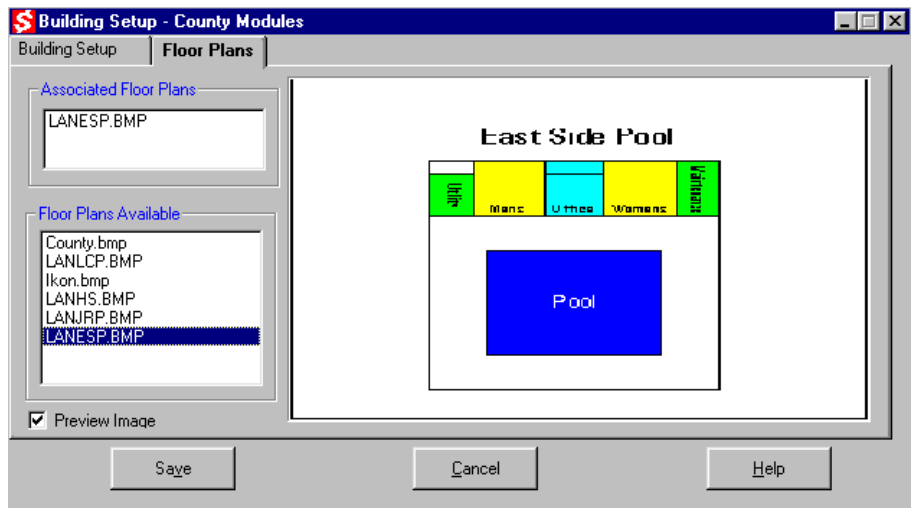 Building Setup - County Modules
Building Setup
Floor Plans
Associated Floor Plans
LANESP.BMP
Floor Plans Available
County.bmp
LANLCP.BMP
Ikon.bmp
LANHS.BMP
LANJRP.BMP
LANESP.BMP
Preview Image
East Side Pool
Mens
Office
Womens
Pool
Save
Cancel
Help